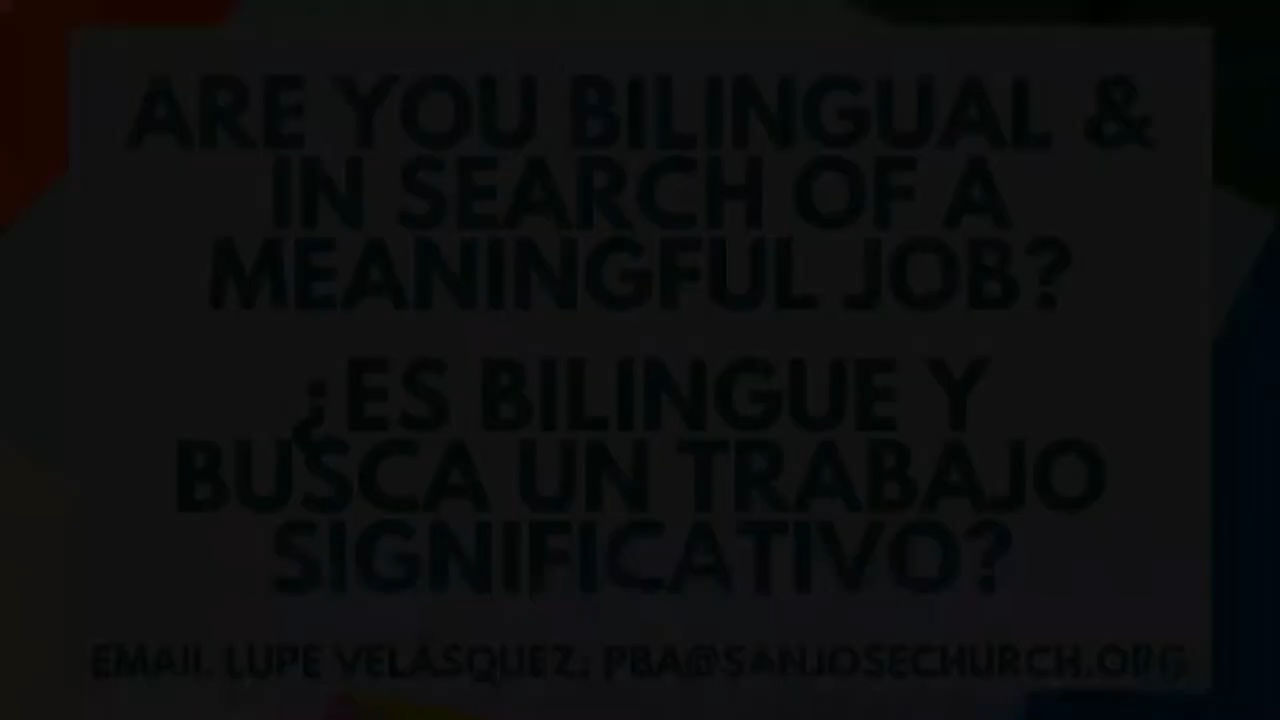 ARE YOU BILINGUAL &
IN SEARCH OF A
MEANINGFUL JOB?
¿ES BILINGUE Y
BUSCA UN TRABAJO
SIGNIFICATIVO?
EMAIL LUPE VELÁSQUEZ: PBA@SANJOSECHURCH.ORG